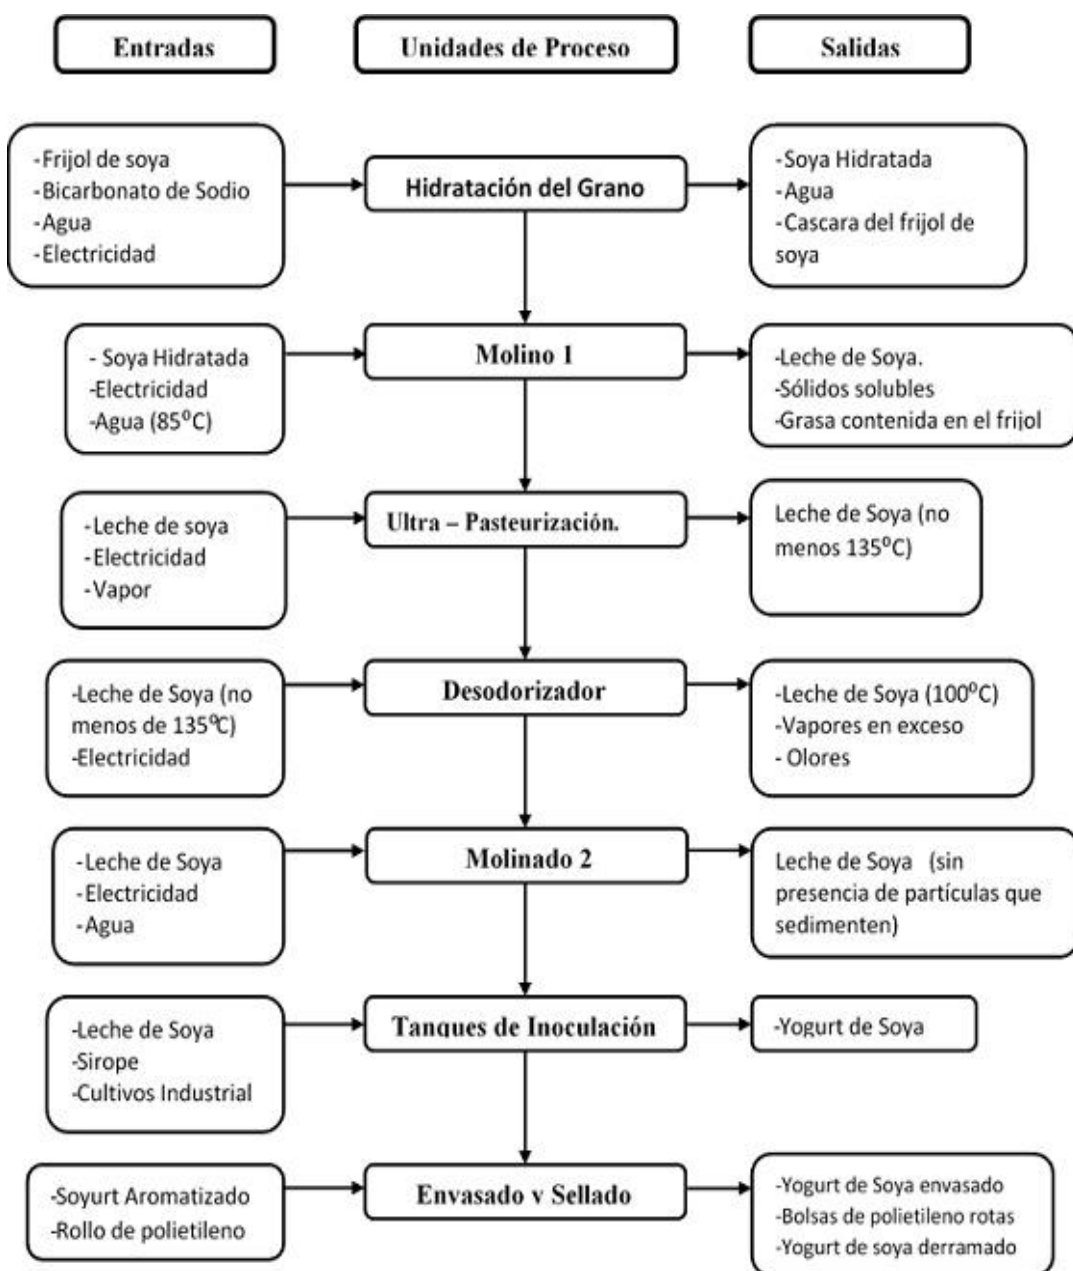 Entradas
Unidades de Proceso
Salidas
-Frijol de soya
-Bicarbonato de Sodio
-Agua
-Electricidad
Hidratación del Grano
-Soya Hidratada
-Agua
-Cascara del frijol de
soya
- Soya Hidratada
-Electricidad
-Agua (85⁰C)
Molino 1
-Leche de Soya.
-Sólidos solubles
-Grasa contenida en el frijol
-Leche de soya
-Electricidad
-Vapor
Ultra – Pasteurización.
Leche de Soya (no
menos 135⁰C)
-Leche de Soya (no
menos de 135⁰C)
-Electricidad
Desodorizador
-Leche de Soya (100⁰C)
-Vapores en exceso
- Olores
-Leche de Soya
-Electricidad
-Agua
Molinado 2
Leche de Soya (sin
presencia de partículas que
sedimenten)
-Leche de Soya
-Sirope
-Cultivos Industrial
Tanques de Inoculación
-Yogurt de Soya
-Soyurt Aromatizado
-Rollo de polietileno
Envasado y Sellado
-Yogurt de Soya envasado
-Bolsas de polietileno rotas
-Yogurt de soya derramado